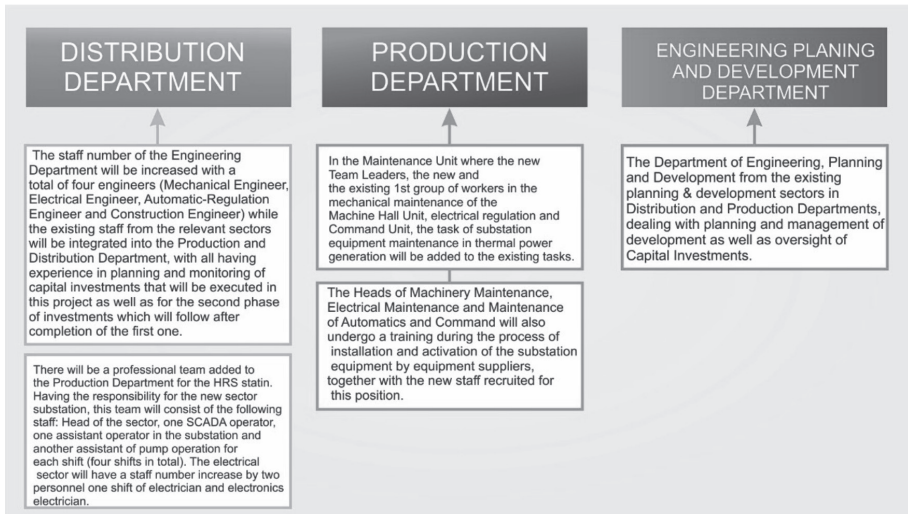 DISTRIBUTION
DEPARTMENT
The staff number of the Engineering
Department will be increased with a
total of four engineers (Mechanical Engineer,
Electrical Engineer, Automatic-Regulation
Engineer and Construction Engineer) while
the existing staff from the relevant sectors
will be integrated into the Production and
Distribution Department, with all having
experience in planning and monitoring of
capital investments that will be executed in
this project as well as for the second phase
of investments which will follow after
completion of the first one.
There will be a professional team added to
the Production Department for the HRS statin.
Having the responsibility for the new sector
substation, this team will consist of the following
staff: Head of the sector, one SCADA operator,
one assistant operator in the substation and
another assistant of pump operation for
each shift (four shifts in total). The electrical
sector will have a staff number increase by two
personnel one shift of electrician and electronics
electrician.
PRODUCTION
DEPARTMENT
In the Maintenance Unit where the new
Team Leaders, the new and
the existing 1st group of workers in the
mechanical maintenance of the
Machine Hall Unit, electrical regulation and
Command Unit, the task of substation
equipment maintenance in thermal power
generation will be added to the existing tasks.
The Heads of Machinery Maintenance,
Electrical Maintenance and Maintenance
of Automatics and Command will also
undergo a training during the process of
installation and activation of the substation
equipment by equipment suppliers,
together with the new staff recruited for
this position.
ENGINEERING PLANING
AND DEVELOPMENT
DEPARTMENT
The Department of Engineering, Planning
and Development from the existing
planning & development sectors in
Distribution and Production Departments,
dealing with planning and management of
development as well as oversight of
Capital Investments.